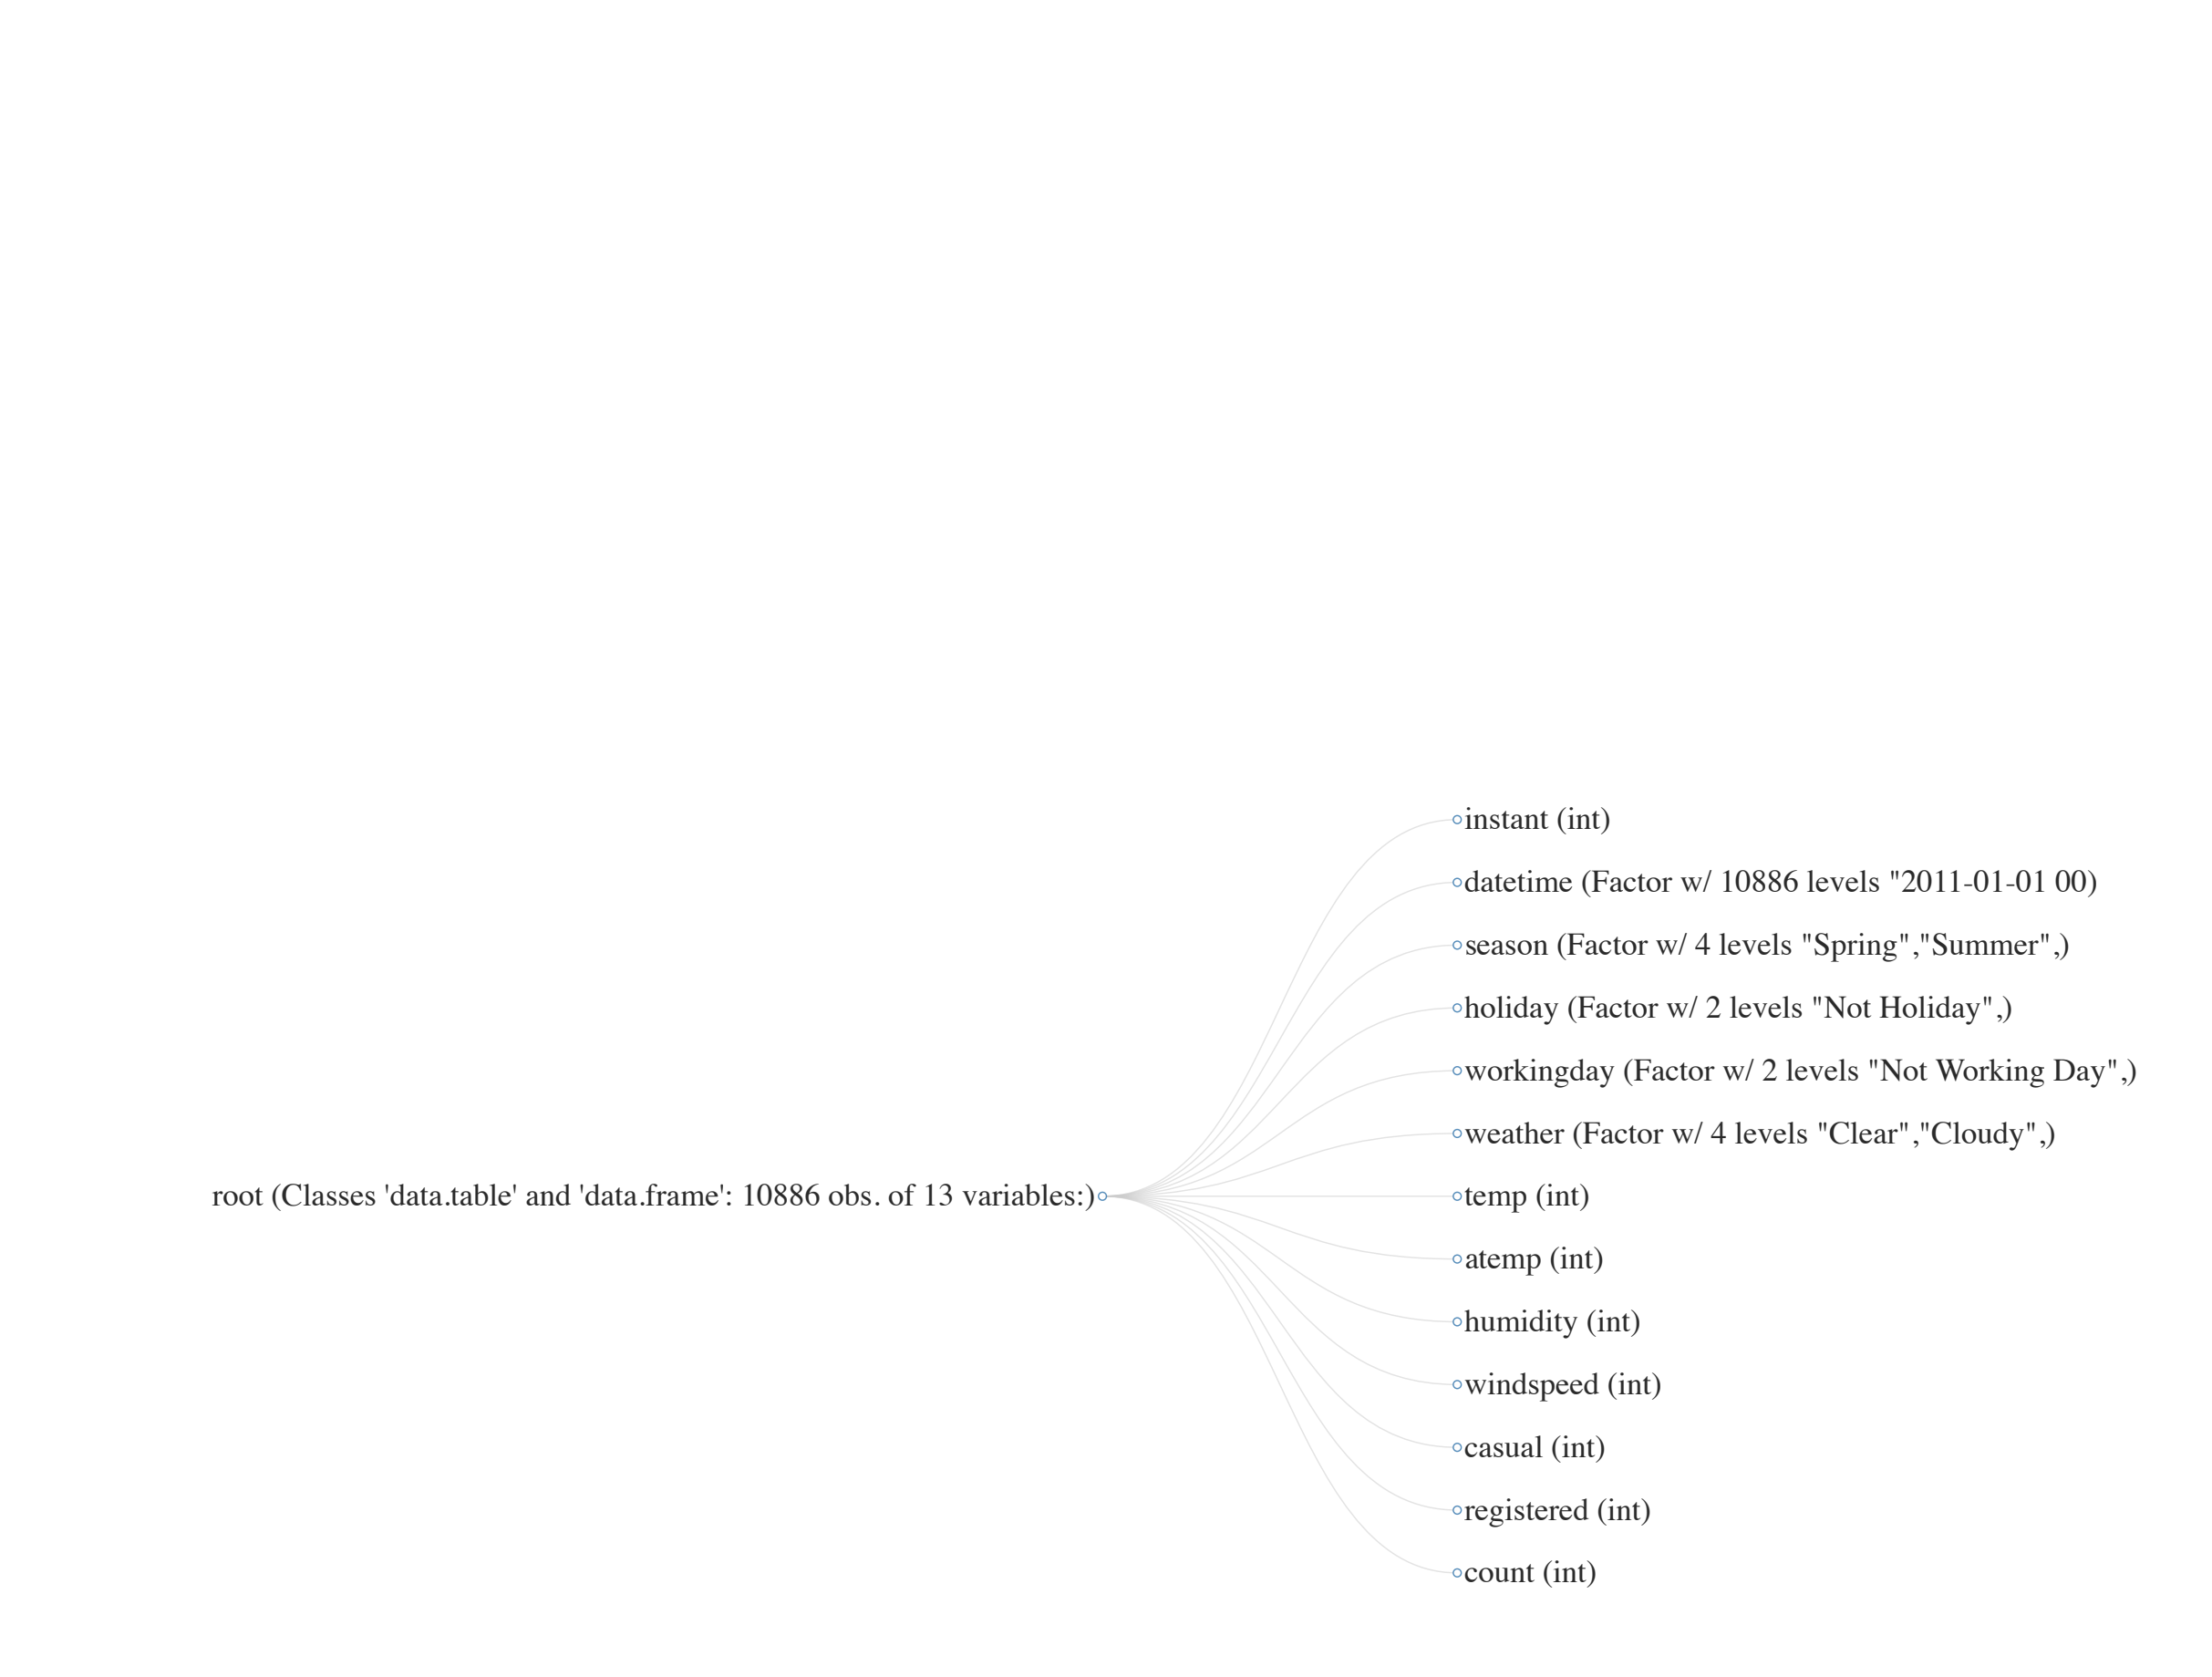 instant (int)
datetime (Factor w/ 10886 levels "2011-01-01 00)
season (Factor w/ 4 levels "Spring","Summer",)
holiday (Factor w/ 2 levels "Not Holiday",)
workingday (Factor w/ 2 levels "Not Working Day",)
weather (Factor w/ 4 levels "Clear","Cloudy",)
root (Classes 'data.table' and 'data.frame': 10886 obs. of 13 variables:)
temp (int)
atemp (int)
humidity (int)
windspeed (int)
casual (int)
registered (int)
count (int)